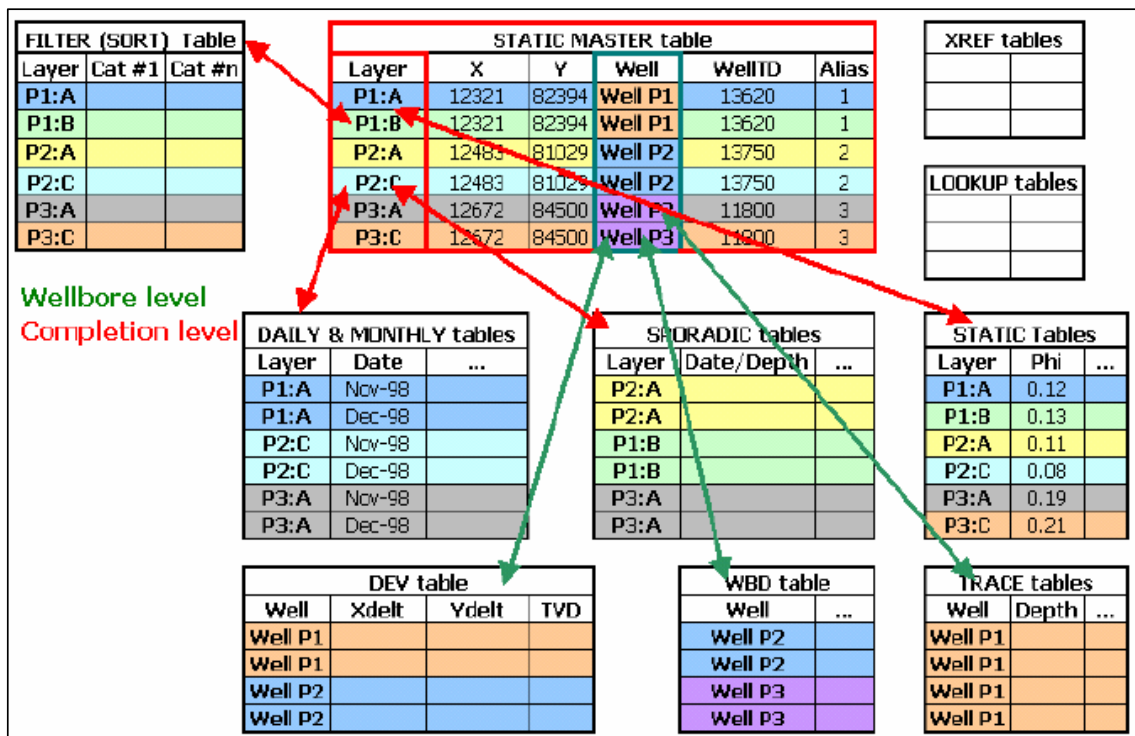 FILTER (SORT) Table
Layer Cat #1 Cat #n
P1:A
P1:B
P2:A
P2:C
P3:A
P3:C
STATIC MASTER table
Layer X Y Well WellTD Alias
P1:A 12321 82394 Well P1 13620 1
P1:B 12321 82394 Well P1 13620 1
P2:A 12483 81029 Well P2 13750 2
P2:C 12483 81029 Well P2 13750 2
P3:A 12672 84500 Well P3 11800 3
P3:C 12672 84500 Well P3 11800 3
XREF tables
LOOKUP tables
Wellbore level
Completion level
DAILY & MONTHLY tables
Layer Date ...
P1:A Nov-98
P1:A Dec-98
P2:C Nov-98
P2:C Dec-98
P3:A Nov-98
P3:A Dec-98
SPORADIC tables
Layer Date/Depth ...
P2:A
P2:A
P1:B
P1:B
P3:A
P3:A
STATIC Tables
Layer Phi ...
P1:A 0.12
P1:B 0.13
P2:A 0.11
P2:C 0.08
P3:A 0.19
P3:C 0.21
DEV table
Well Xdelt Ydelt TVD
Well P1
Well P1
Well P2
Well P2
WBD table
Well ...
Well P2
Well P2
Well P3
Well P3
TRACE tables
Well Depth ...
Well P1
Well P1
Well P1
Well P1